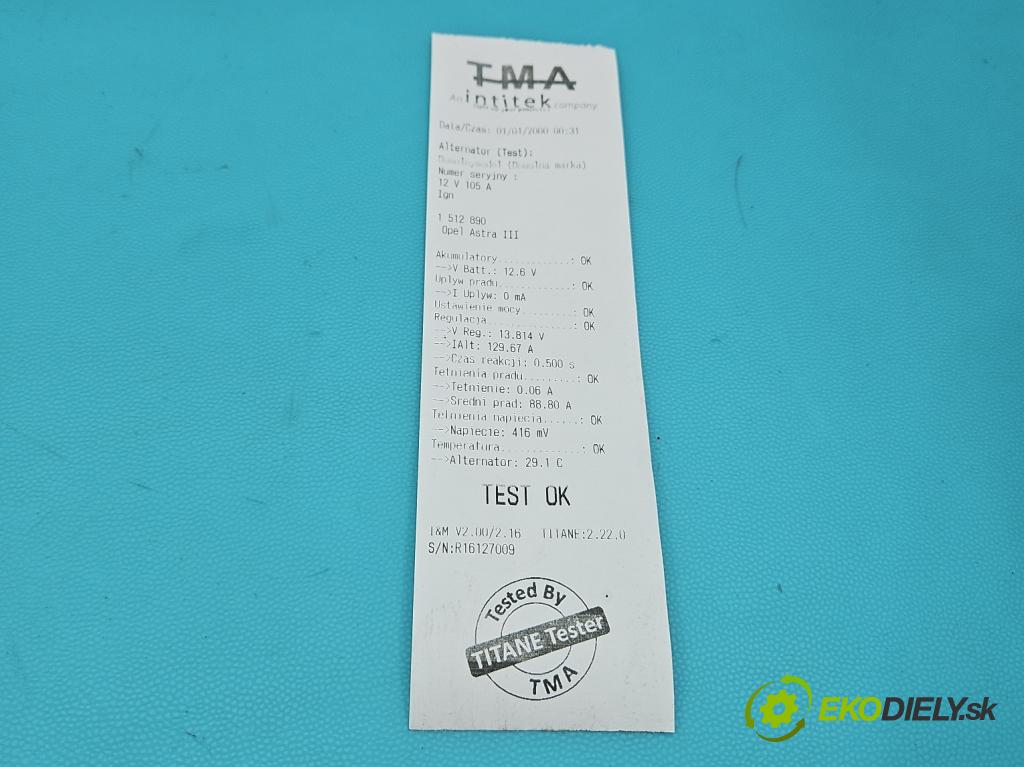 TMA
An intitek company
Data/Czas: 01/01/2000 00:31
Alternator (Test):
(Dowolna marka)
Numer seryjny :
12 V 105 A
Ign
1 512 890
Opel Astra III
Akumulatory............: OK
-->V Batt.: 12.6 V
Uplyw pradu............: OK
-->I Uplyw: 0 mA
Ustawienie mocy........: OK
Regulacja..............: OK
-->V Reg.: 13.814 V
-->IAlt: 129.67 A
-->Czas reakcji: 0.500 s
Tetnienia pradu........: OK
-->Tetnienie: 0.06 A
-->Sredni prad: 88.80 A
Tetnienia napiecia.....: OK
-->Napiecie: 416 mV
Temperatura............: OK
-->Alternator: 29.1 C
TEST OK
I&M V2.00/2.16 TITANE:2.22.0
S/N:R16127009
Tested By
TITANE Tester
TMA
EKODIELY.sk